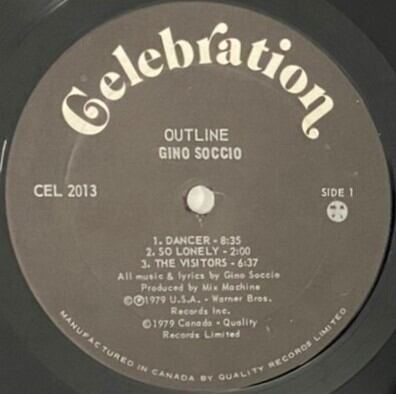 Celebration
OUTLINE
GINO SOCCIO
CEL 2013
SIDE 1
1. DANCER - 8:35
2. SO LONELY - 2:00
3. THE VISITORS - 6:37
All music & lyrics by Gino Soccio
Produced by Mix Machine
©℗1979 U.S.A. - Warner Bros.
Records Inc.
©1979 Canada - Quality
Records Limited
MANUFACTURED IN CANADA BY QUALITY RECORDS LIMITED